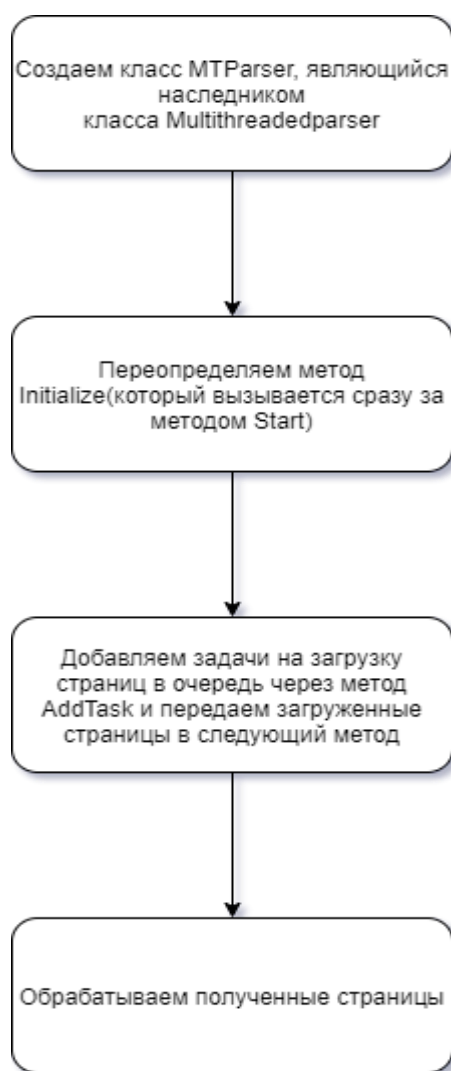 Создаем класс MTParser, являющийся
наследником
класса Multithreadedparser
Переопределяем метод
Initialize(который вызывается сразу за
методом Start)
Добавляем задачи на загрузку
страниц в очередь через метод
AddTask и передаем загруженные
страницы в следующий метод
Обрабатываем полученные страницы